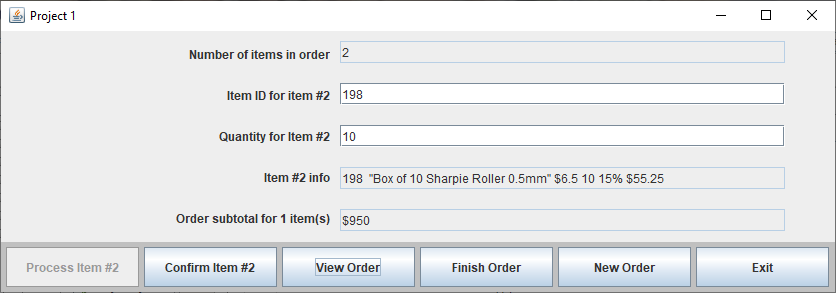 Project 1
Number of items in order 2
Item ID for item #2 198
Quantity for Item #2 10
Item #2 info 198 "Box of 10 Sharpie Roller 0.5mm" $6.5 10 15% $55.25
Order subtotal for 1 item(s) $950
Process Item #2 Confirm Item #2 View Order Finish Order New Order Exit